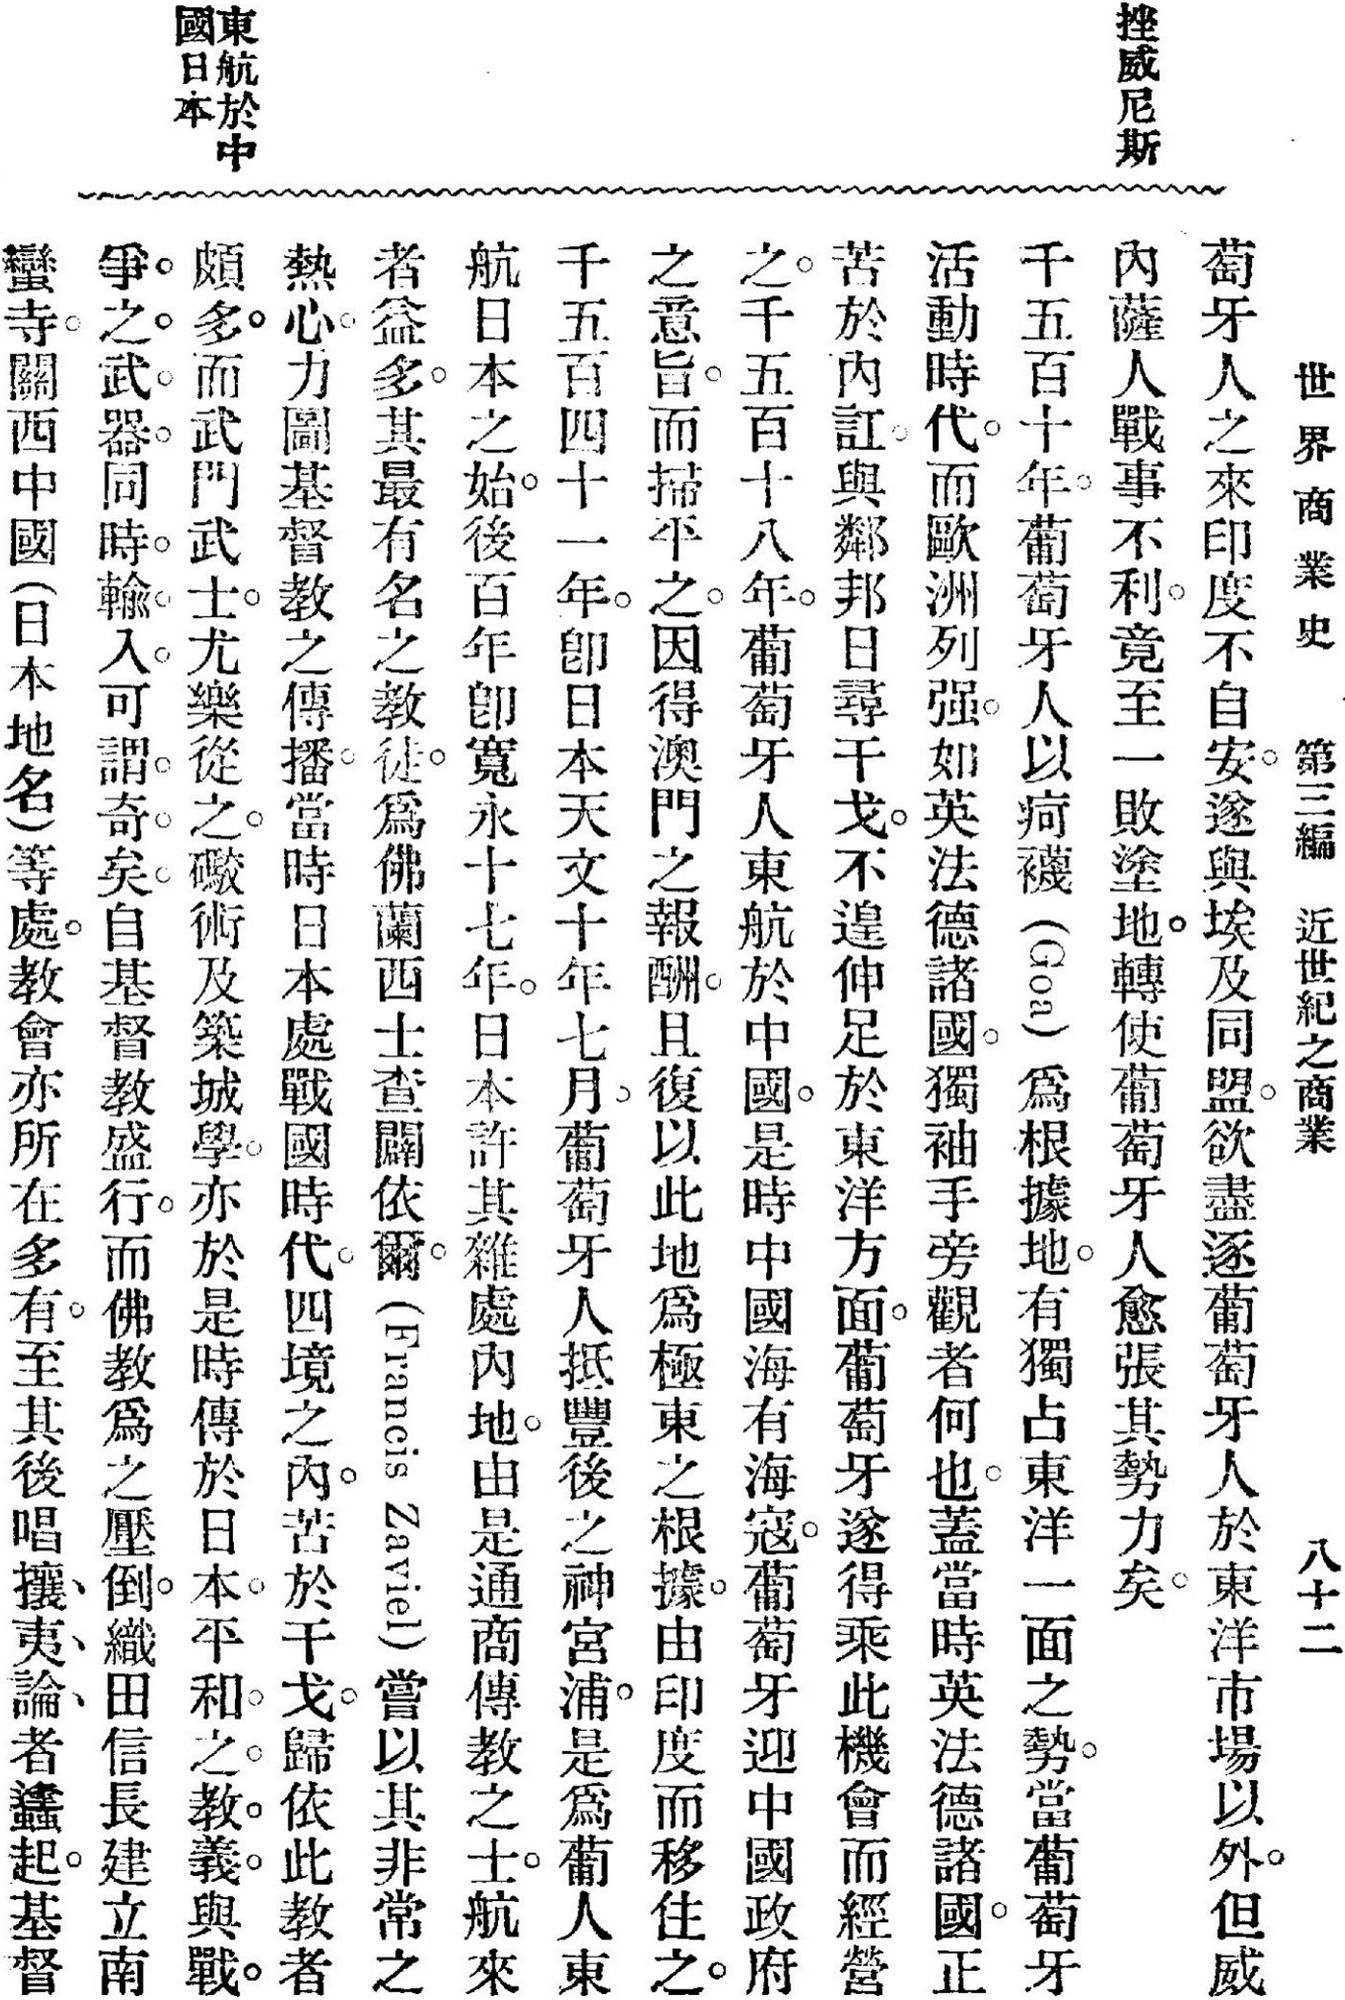 世界商業史　第三編　近世紀之商業　八十二
挫威尼斯
東航於中
國日本
萄牙人之來印度不自安。遂與埃及同盟。欲盡逐葡萄牙人於東洋市場以外。但威
內薩人戰事不利。竟至一敗塗地。轉使葡萄牙人愈張其勢力矣。
千五百十年。葡萄牙人以疴襪（Goa）爲根據地。有獨占東洋一面之勢。當葡萄牙
活動時代。而歐洲列强。如英法德諸國。獨袖手旁觀者何也。蓋當時英法德諸國。正
苦於內訌。與鄰邦日尋干戈。不遑伸足於東洋方面。葡萄牙遂得乘此機會而經營
之。千五百十八年。葡萄牙人東航於中國。是時中國海有海寇。葡萄牙迎中國政府
之意旨。而掃平之。因得澳門之報酬。且復以此地爲極東之根據。由印度而移住之。
千五百四十一年。卽日本天文十年七月。葡萄牙人抵豐後之神宮浦。是爲葡人東
航日本之始。後百年卽寬永十七年。日本許其雜處內地。由是通商傳教之士。航來
者益多。其最有名之教徒。爲佛蘭西士查闢依爾。（Francis Zaviel）嘗以其非常之
熱心。力圖基督教之傳播。當時日本處戰國時代。四境之內。苦於干戈。歸依此教者
頗多。而武門武士。尤樂從之。礮術及築城學。亦於是時傳於日本。平和之教義。與戰。
爭之武器。同時輸入。可謂奇矣。自基督教盛行。而佛教爲之壓倒。織田信長建立南
蠻寺。關西中國（日本地名）等處。教會亦所在多有。至其後唱攘、夷、論、者蠭起。基督